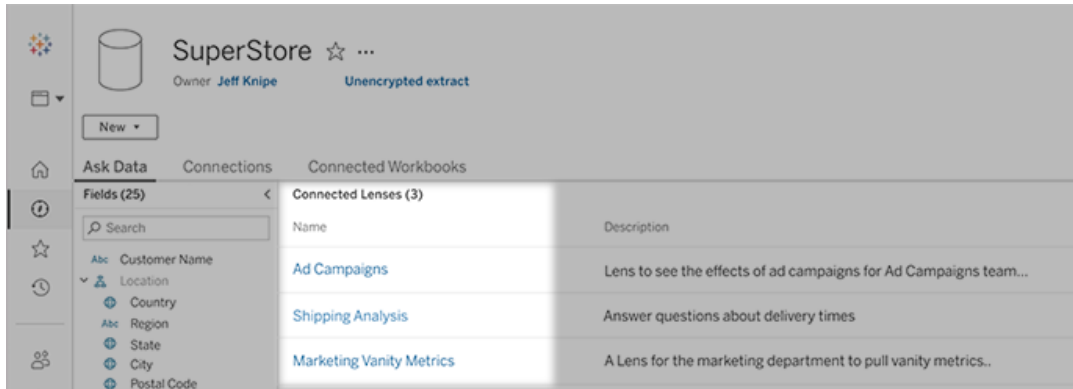 SuperStore ☆ ...
Owner Jeff Knipe Unencrypted extract
New
Ask Data Connections Connected Workbooks
Fields (25)
Search
Abc Customer Name
Location
Country
Abc Region
State
City
Postal Code
Connected Lenses (3)
Name Description
Ad Campaigns Lens to see the effects of ad campaigns for Ad Campaigns team...
Shipping Analysis Answer questions about delivery times
Marketing Vanity Metrics A Lens for the marketing department to pull vanity metrics..